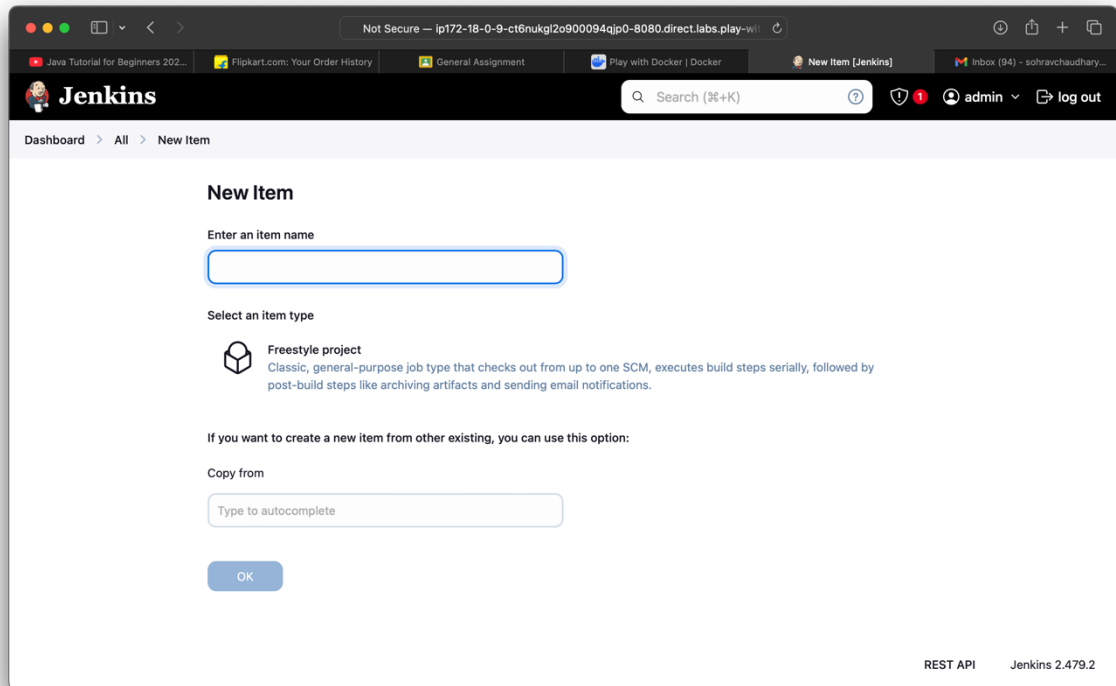 Not Secure — ip172-18-0-9-ct6nukgl2o900094qjp0-8080.direct.labs.play-wit
Java Tutorial for Beginners 202...
Flipkart.com: Your Order History
General Assignment
Play with Docker | Docker
New Item [Jenkins]
Inbox (94) - sohravchaudhary...
Jenkins
Search (⌘+K)
?
1
admin
log out
Dashboard > All > New Item
New Item
Enter an item name
Select an item type
Freestyle project
Classic, general-purpose job type that checks out from up to one SCM, executes build steps serially, followed by
post-build steps like archiving artifacts and sending email notifications.
If you want to create a new item from other existing, you can use this option:
Copy from
Type to autocomplete
OK
REST API
Jenkins 2.479.2